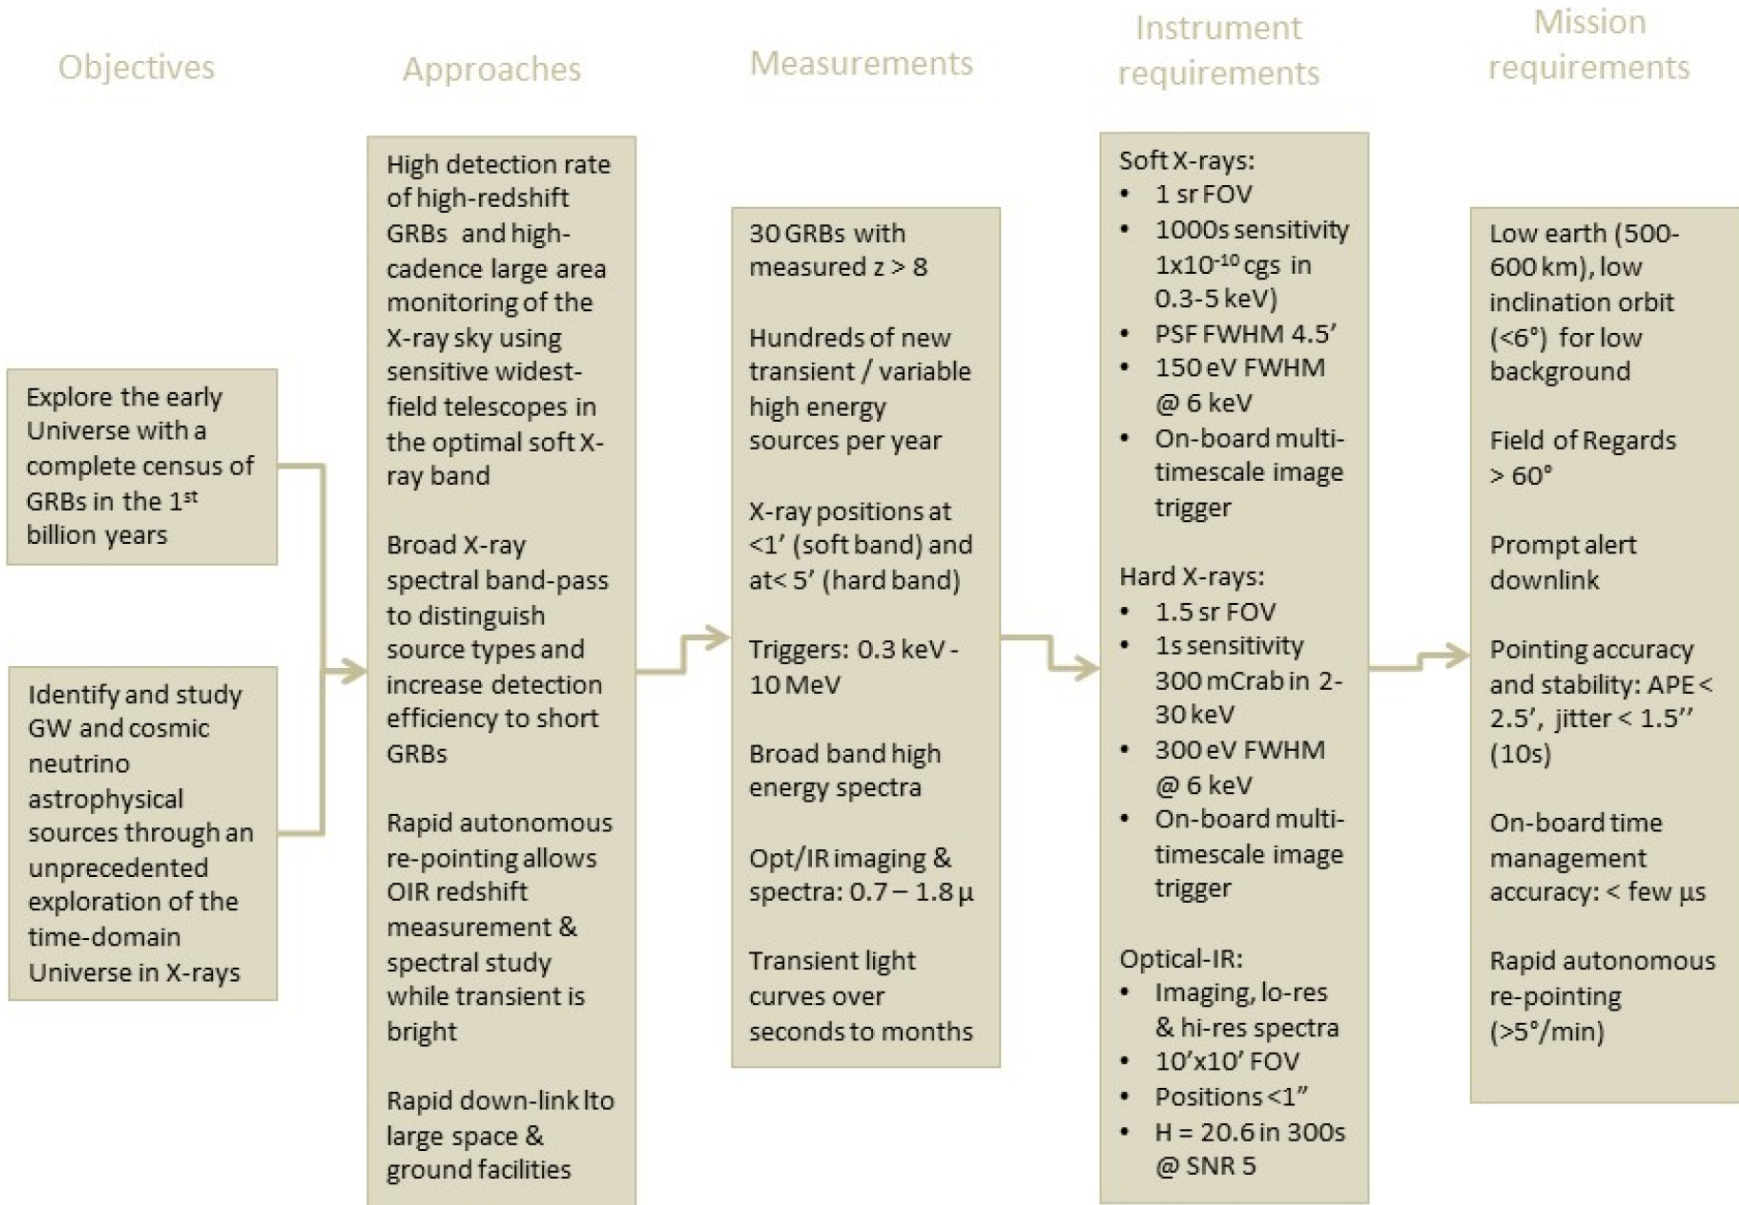 Objectives
Approaches
Measurements
Instrument
requirements
Mission
requirements
Explore the early
Universe with a
complete census of
GRBs in the 1st
billion years
Identify and study
GW and cosmic
neutrino
astrophysical
sources through an
unprecedented
exploration of the
time-domain
Universe in X-rays
High detection rate
of high-redshift
GRBs and high-
cadence large area
monitoring of the
X-ray sky using
sensitive widest-
field telescopes in
the optimal soft X-
ray band
Broad X-ray
spectral band-pass
to distinguish
source types and
increase detection
efficiency to short
GRBs
Rapid autonomous
re-pointing allows
OIR redshift
measurement &
spectral study
while transient is
bright
Rapid down-link lto
large space &
ground facilities
30 GRBs with
measured z > 8
Hundreds of new
transient / variable
high energy
sources per year
X-ray positions at
<1’ (soft band) and
at< 5’ (hard band)
Triggers: 0.3 keV -
10 MeV
Broad band high
energy spectra
Opt/IR imaging &
spectra: 0.7 – 1.8 µ
Transient light
curves over
seconds to months
Soft X-rays:
• 1 sr FOV
• 1000s sensitivity
1x10⁻¹⁰ cgs in
0.3-5 keV)
• PSF FWHM 4.5’
• 150 eV FWHM
@ 6 keV
• On-board multi-
timescale image
trigger
Hard X-rays:
• 1.5 sr FOV
• 1s sensitivity
300 mCrab in 2-
30 keV
• 300 eV FWHM
@ 6 keV
• On-board multi-
timescale image
trigger
Optical-IR:
• Imaging, lo-res
& hi-res spectra
• 10’x10’ FOV
• Positions <1”
• H = 20.6 in 300s
@ SNR 5
Low earth (500-
600 km), low
inclination orbit
(<6°) for low
background
Field of Regards
> 60°
Prompt alert
downlink
Pointing accuracy
and stability: APE <
2.5’, jitter < 1.5’’
(10s)
On-board time
management
accuracy: < few µs
Rapid autonomous
re-pointing
(>5°/min)